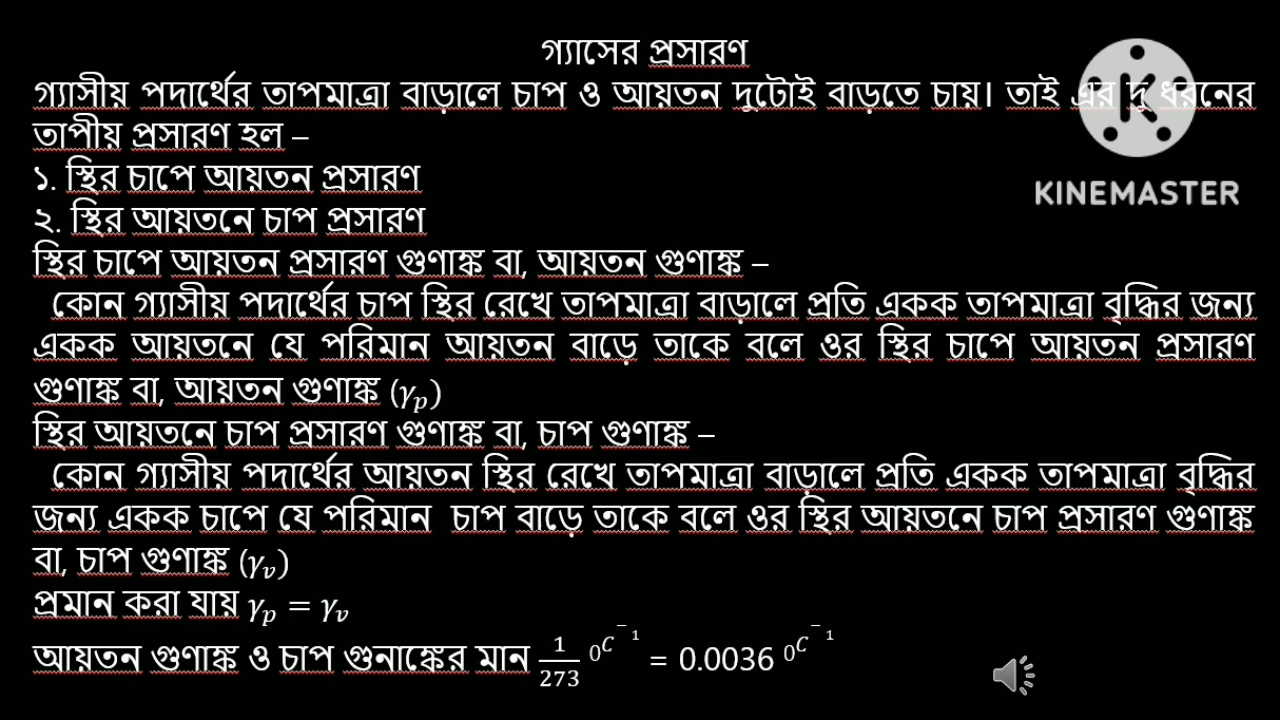 গ্যাসের প্রসারণ
গ্যাসীয় পদার্থের তাপমাত্রা বাড়ালে চাপ ও আয়তন দুটোই বাড়তে চায়। তাই এর দু ধরনের
তাপীয় প্রসারণ হল –
১. স্থির চাপে আয়তন প্রসারণ
২. স্থির আয়তনে চাপ প্রসারণ
স্থির চাপে আয়তন প্রসারণ গুণাঙ্ক বা, আয়তন গুণাঙ্ক –
কোন গ্যাসীয় পদার্থের চাপ স্থির রেখে তাপমাত্রা বাড়ালে প্রতি একক তাপমাত্রা বৃদ্ধির জন্য
একক আয়তনে যে পরিমান আয়তন বাড়ে তাকে বলে ওর স্থির চাপে আয়তন প্রসারণ
গুণাঙ্ক বা, আয়তন গুণাঙ্ক (γₚ)
স্থির আয়তনে চাপ প্রসারণ গুণাঙ্ক বা, চাপ গুণাঙ্ক –
কোন গ্যাসীয় পদার্থের আয়তন স্থির রেখে তাপমাত্রা বাড়ালে প্রতি একক তাপমাত্রা বৃদ্ধির
জন্য একক চাপে যে পরিমান চাপ বাড়ে তাকে বলে ওর স্থির আয়তনে চাপ প্রসারণ গুণাঙ্ক
বা, চাপ গুণাঙ্ক (γᵥ)
প্রমান করা যায় γₚ = γᵥ
আয়তন গুণাঙ্ক ও চাপ গুনাঙ্কের মান 1/273 0C⁻¹ = 0.0036 0C⁻¹
KINEMASTER